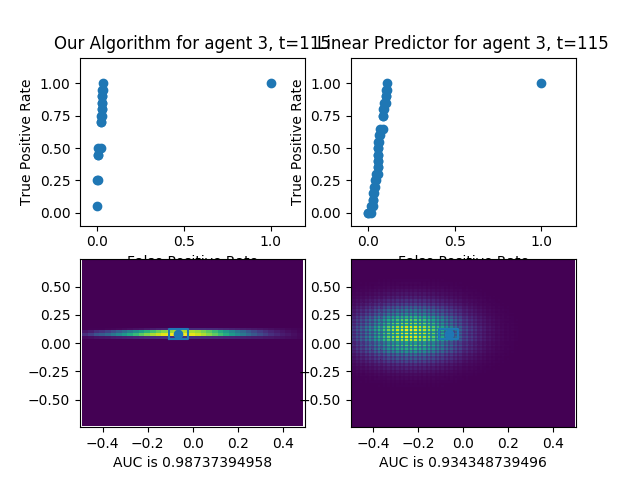 Our Algorithm for agent 3, t=115
Linear Predictor for agent 3, t=115
True Positive Rate
1.00
0.75
0.50
0.25
0.00
0.0 0.5 1.0
False Positive Rate
True Positive Rate
1.00
0.75
0.50
0.25
0.00
0.0 0.5 1.0
False Positive Rate
0.50
0.25
0.00
−0.25
−0.50
−0.4 −0.2 0.0 0.2 0.4
AUC is 0.98737394958
0.50
0.25
0.00
−0.25
−0.50
−0.4 −0.2 0.0 0.2 0.4
AUC is 0.934348739496